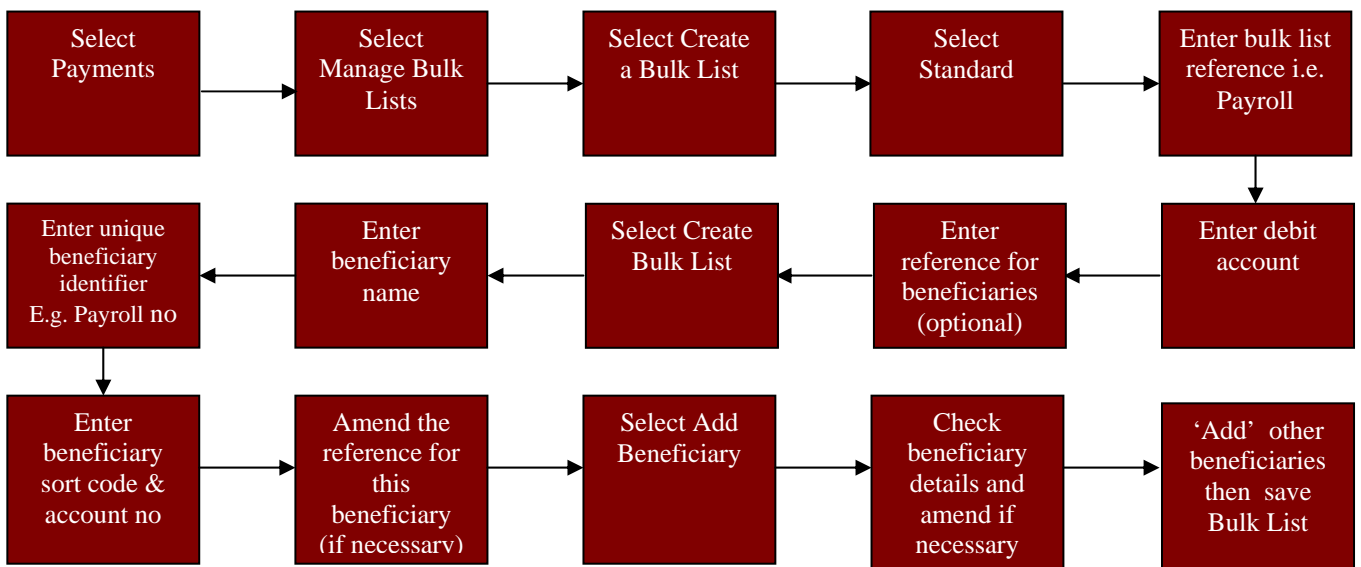 Select
Payments
Select
Manage Bulk
Lists
Select Create
a Bulk List
Select
Standard
Enter bulk list
reference i.e.
Payroll
Enter debit
account
Enter
reference for
beneficiaries
(optional)
Select Create
Bulk List
Enter
beneficiary
name
Enter unique
beneficiary
identifier
E.g. Payroll no
Enter
beneficiary
sort code &
account no
Amend the
reference for
this
beneficiary
(if necessary)
Select Add
Beneficiary
Check
beneficiary
details and
amend if
necessary
‘Add’ other
beneficiaries
then save
Bulk List